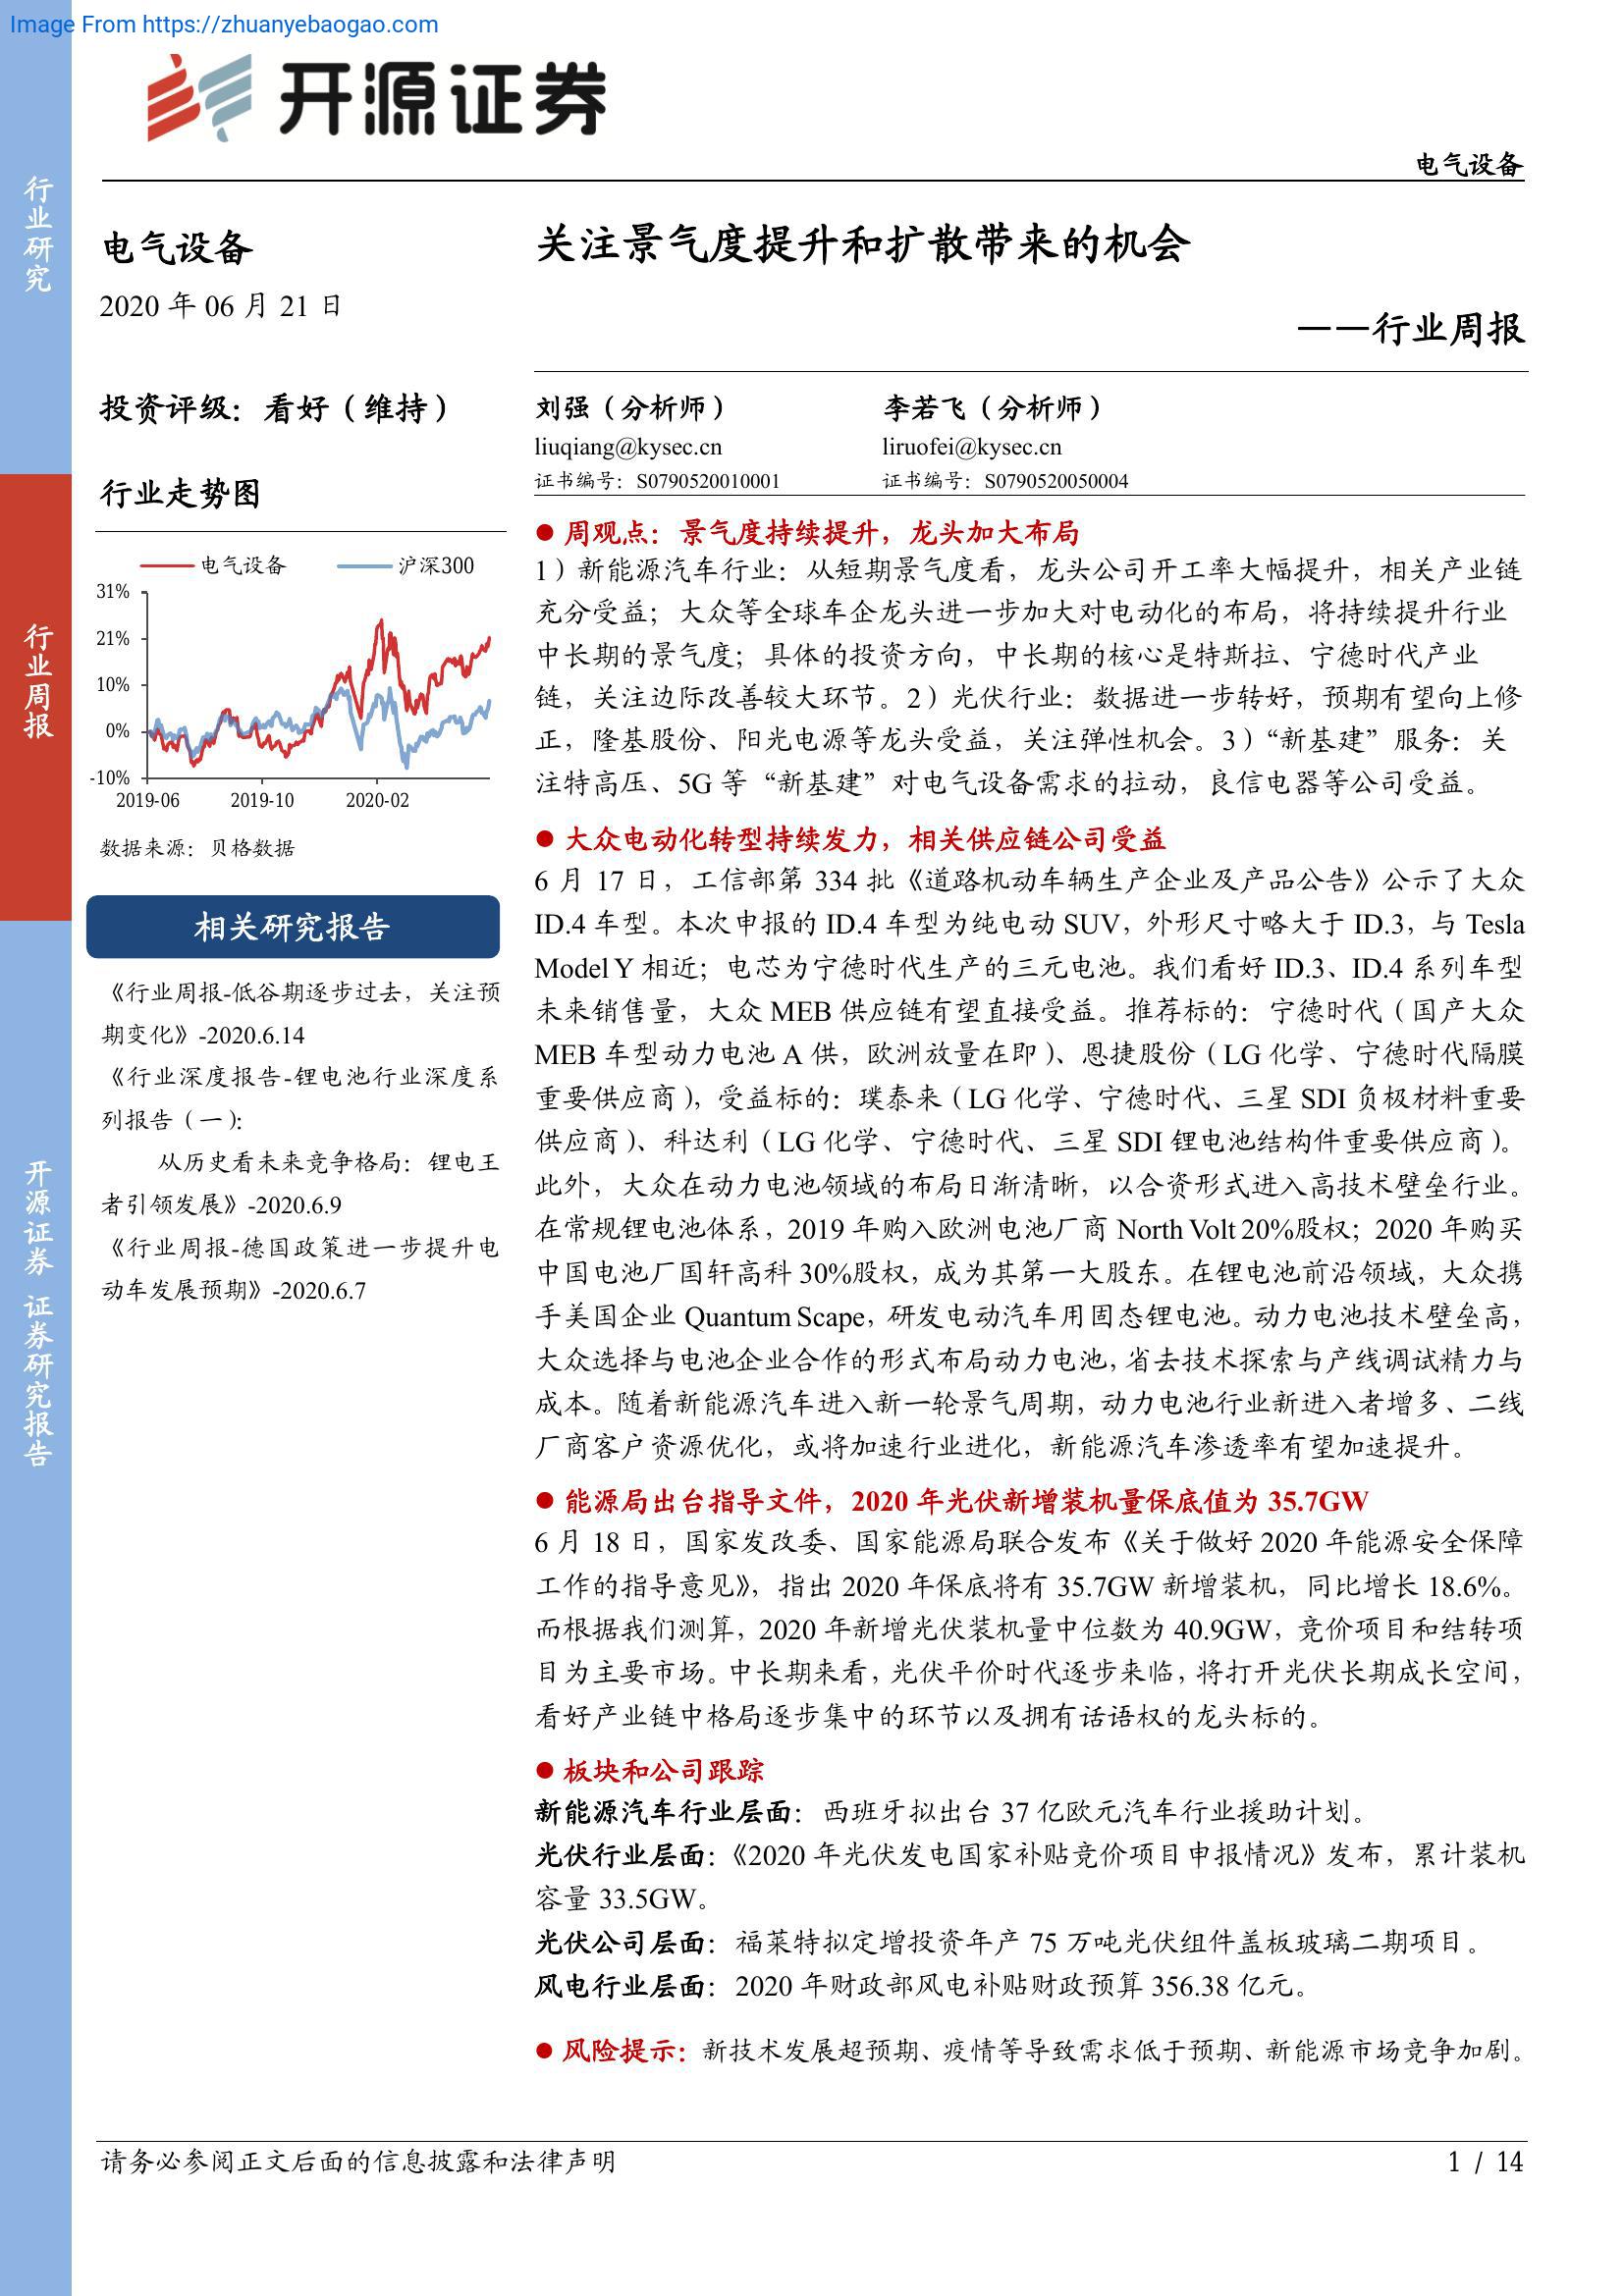 Image From https://zhuanyebaogao.com
开源证券
电气设备
行业研究
行业周报
开源证券 证券研究报告
电气设备
2020 年 06 月 21 日
投资评级：看好（维持）
行业走势图
电气设备 沪深300
31%
21%
10%
0%
-10%
2019-06 2019-10 2020-02
数据来源：贝格数据
相关研究报告
《行业周报-低谷期逐步过去，关注预
期变化》-2020.6.14
《行业深度报告-锂电池行业深度系
列报告（一）：
从历史看未来竞争格局：锂电王
者引领发展》-2020.6.9
《行业周报-德国政策进一步提升电
动车发展预期》-2020.6.7
关注景气度提升和扩散带来的机会
——行业周报
刘强（分析师） 李若飞（分析师）
liuqiang@kysec.cn liruofei@kysec.cn
证书编号：S0790520010001 证书编号：S0790520050004
● 周观点：景气度持续提升，龙头加大布局
1）新能源汽车行业：从短期景气度看，龙头公司开工率大幅提升，相关产业链
充分受益；大众等全球车企龙头进一步加大对电动化的布局，将持续提升行业
中长期的景气度；具体的投资方向，中长期的核心是特斯拉、宁德时代产业
链，关注边际改善较大环节。2）光伏行业：数据进一步转好，预期有望向上修
正，隆基股份、阳光电源等龙头受益，关注弹性机会。3）“新基建”服务：关
注特高压、5G 等“新基建”对电气设备需求的拉动，良信电器等公司受益。
● 大众电动化转型持续发力，相关供应链公司受益
6 月 17 日，工信部第 334 批《道路机动车辆生产企业及产品公告》公示了大众
ID.4 车型。本次申报的 ID.4 车型为纯电动 SUV，外形尺寸略大于 ID.3，与 Tesla
Model Y 相近；电芯为宁德时代生产的三元电池。我们看好 ID.3、ID.4 系列车型
未来销售量，大众 MEB 供应链有望直接受益。推荐标的：宁德时代（国产大众
MEB 车型动力电池 A 供，欧洲放量在即）、恩捷股份（LG 化学、宁德时代隔膜
重要供应商），受益标的：璞泰来（LG 化学、宁德时代、三星 SDI 负极材料重要
供应商）、科达利（LG 化学、宁德时代、三星 SDI 锂电池结构件重要供应商）。
此外，大众在动力电池领域的布局日渐清晰，以合资形式进入高技术壁垒行业。
在常规锂电池体系，2019 年购入欧洲电池厂商 North Volt 20%股权；2020 年购买
中国电池厂国轩高科 30%股权，成为其第一大股东。在锂电池前沿领域，大众携
手美国企业 Quantum Scape，研发电动汽车用固态锂电池。动力电池技术壁垒高，
大众选择与电池企业合作的形式布局动力电池，省去技术探索与产线调试精力与
成本。随着新能源汽车进入新一轮景气周期，动力电池行业新进入者增多、二线
厂商客户资源优化，或将加速行业进化，新能源汽车渗透率有望加速提升。
● 能源局出台指导文件，2020 年光伏新增装机量保底值为 35.7GW
6 月 18 日，国家发改委、国家能源局联合发布《关于做好 2020 年能源安全保障
工作的指导意见》，指出 2020 年保底将有 35.7GW 新增装机，同比增长 18.6%。
而根据我们测算，2020 年新增光伏装机量中位数为 40.9GW，竞价项目和结转项
目为主要市场。中长期来看，光伏平价时代逐步来临，将打开光伏长期成长空间，
看好产业链中格局逐步集中的环节以及拥有话语权的龙头标的。
● 板块和公司跟踪
新能源汽车行业层面：西班牙拟出台 37 亿欧元汽车行业援助计划。
光伏行业层面：《2020 年光伏发电国家补贴竞价项目申报情况》发布，累计装机
容量 33.5GW。
光伏公司层面：福莱特拟定增投资年产 75 万吨光伏组件盖板玻璃二期项目。
风电行业层面：2020 年财政部风电补贴财政预算 356.38 亿元。
● 风险提示：新技术发展超预期、疫情等导致需求低于预期、新能源市场竞争加剧。
请务必参阅正文后面的信息披露和法律声明
1 / 14